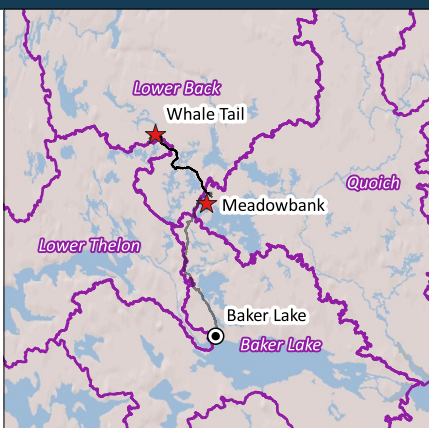 Lower Back
Whale Tail
Quoich
Meadowbank
Lower Thelon
Baker Lake
Baker Lake